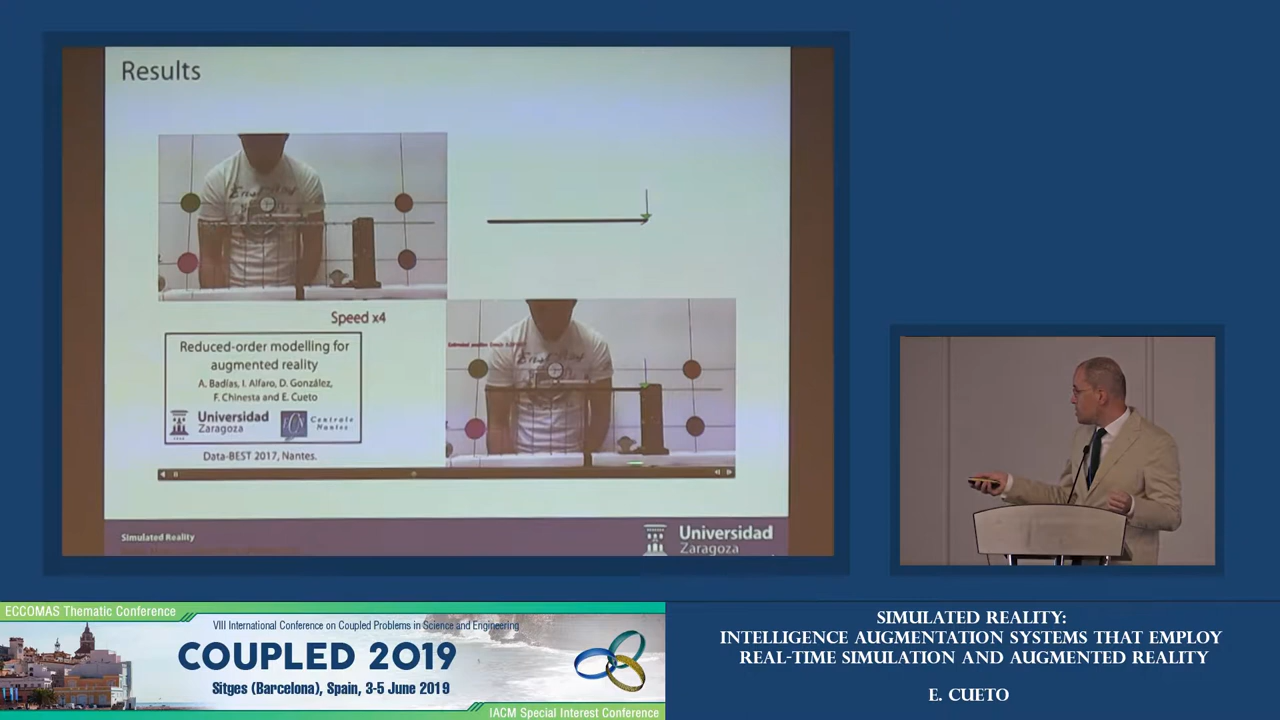 Results
Speed x4
Reduced-order modelling for
augmented reality
A. Badías, I. Alfaro, D. González,
F. Chinesta and E. Cueto
Universidad
Zaragoza
Centrale
Nantes
Data-BEST 2017, Nantes.
Simulated Reality
Universidad
Zaragoza
ECCOMAS Thematic Conference
VIII International Conference on Coupled Problems in Science and Engineering
COUPLED 2019
Sitges (Barcelona), Spain, 3-5 June 2019
IACM Special Interest Conference
SIMULATED REALITY:
INTELLIGENCE AUGMENTATION SYSTEMS THAT EMPLOY
REAL-TIME SIMULATION AND AUGMENTED REALITY
E. CUETO